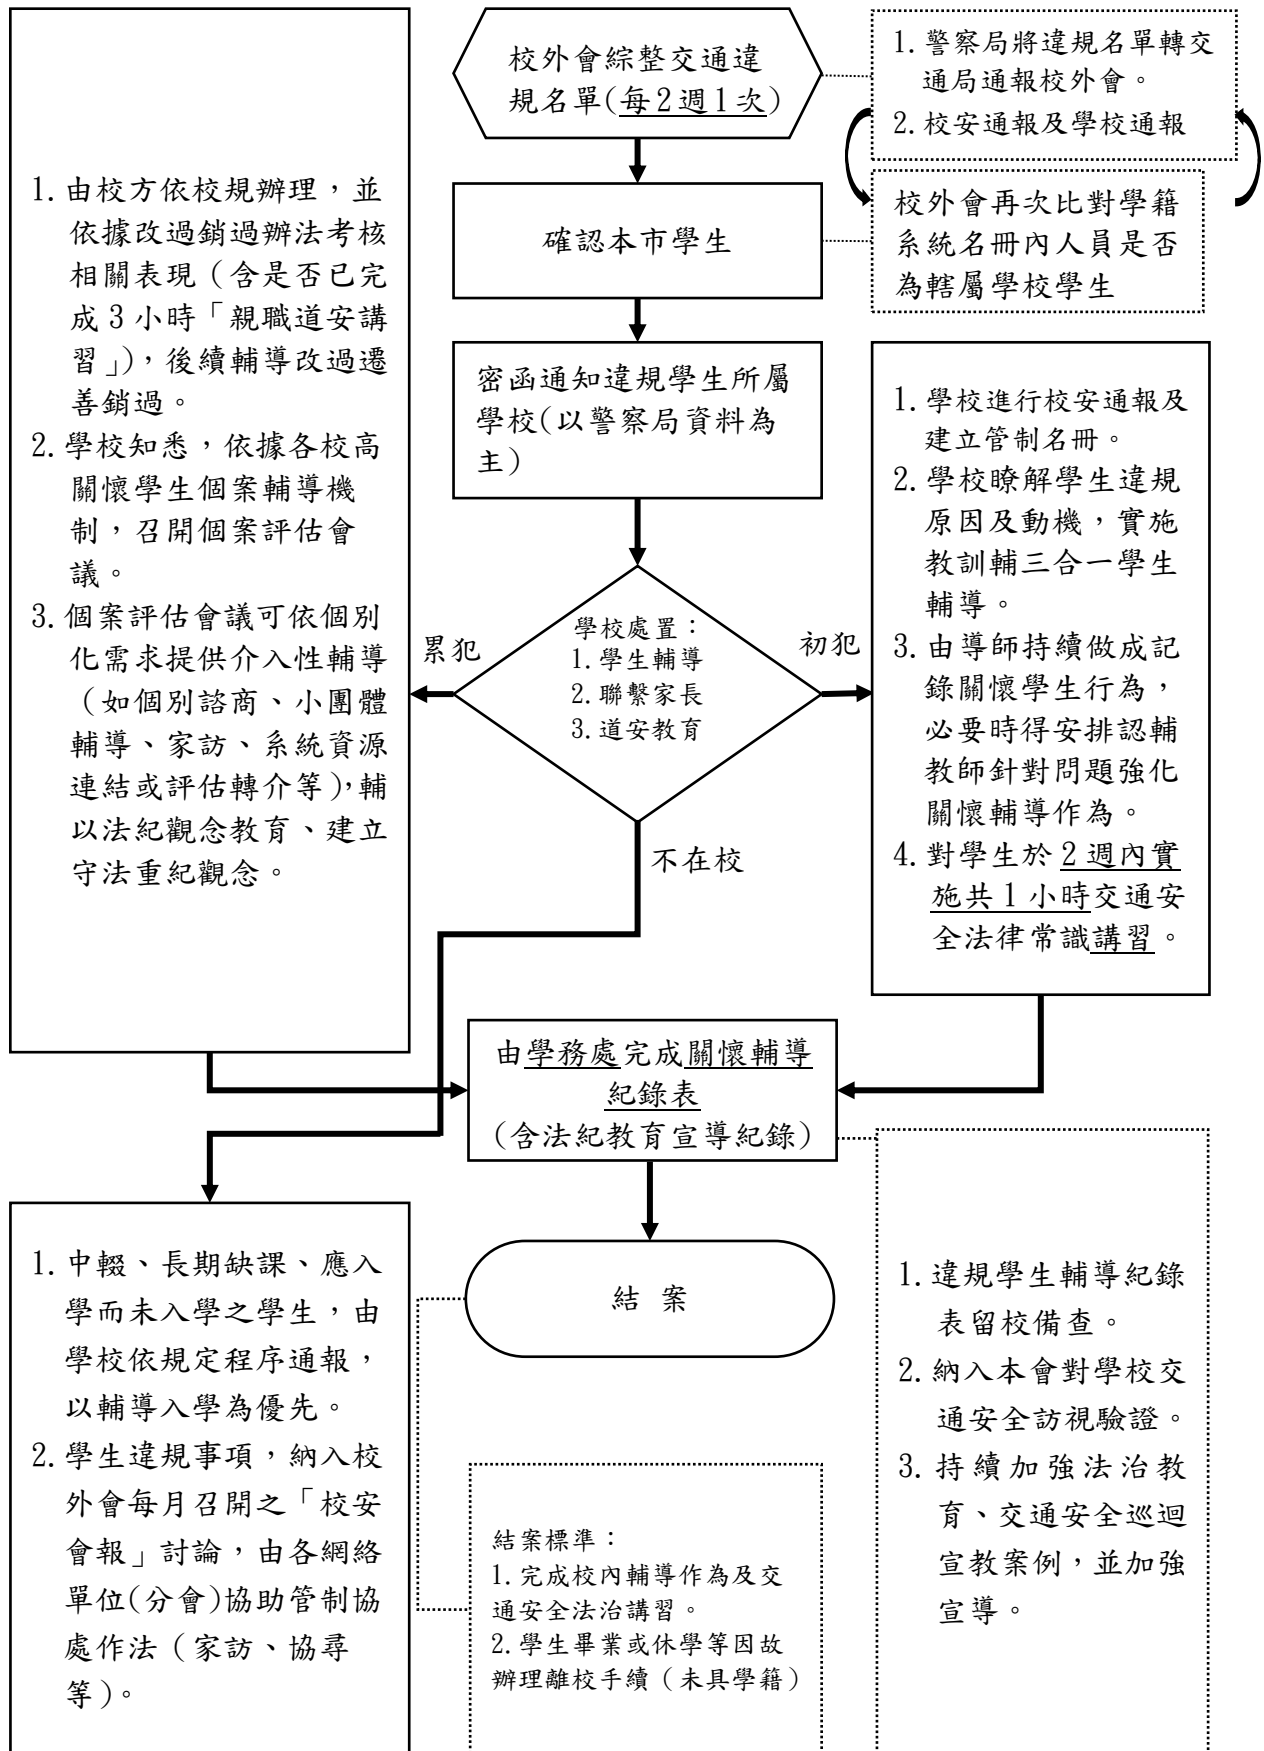 校外會綜整交通違
規名單(每2週1次)
1.警察局將違規名單轉交
通局通報校外會。
2.校安通報及學校通報
確認本市學生
校外會再次比對學籍
系統名冊內人員是否
為轄屬學校學生
密函通知違規學生所屬
學校(以警察局資料為
主)
學校處置：
1.學生輔導
2.聯繫家長
3.道安教育
累犯
初犯
不在校
1.由校方依校規辦理，並
依據改過銷過辦法考核
相關表現（含是否已完
成3小時「親職道安講
習」），後續輔導改過遷
善銷過。
2.學校知悉，依據各校高
關懷學生個案輔導機
制，召開個案評估會
議。
3.個案評估會議可依個別
化需求提供介入性輔導
（如個別諮商、小團體
輔導、家訪、系統資源
連結或評估轉介等），輔
以法紀觀念教育、建立
守法重紀觀念。
1.學校進行校安通報及
建立管制名冊。
2.學校瞭解學生違規
原因及動機，實施
教訓輔三合一學生
輔導。
3.由導師持續做成記
錄關懷學生行為，
必要時得安排認輔
教師針對問題強化
關懷輔導作為。
4.對學生於2週內實
施共1小時交通安
全法律常識講習。
由學務處完成關懷輔導
紀錄表
（含法紀教育宣導紀錄）
結 案
1.中輟、長期缺課、應入
學而未入學之學生，由
學校依規定程序通報，
以輔導入學為優先。
2.學生違規事項，納入校
外會每月召開之「校安
會報」討論，由各網絡
單位(分會)協助管制協
處作法（家訪、協尋
等）。
結案標準：
1.完成校內輔導作為及交
通安全法治講習。
2.學生畢業或休學等因故
辦理離校手續（未具學籍）
1.違規學生輔導紀錄
表留校備查。
2.納入本會對學校交
通安全訪視驗證。
3.持續加強法治教
育、交通安全巡迴
宣教案例，並加強
宣導。